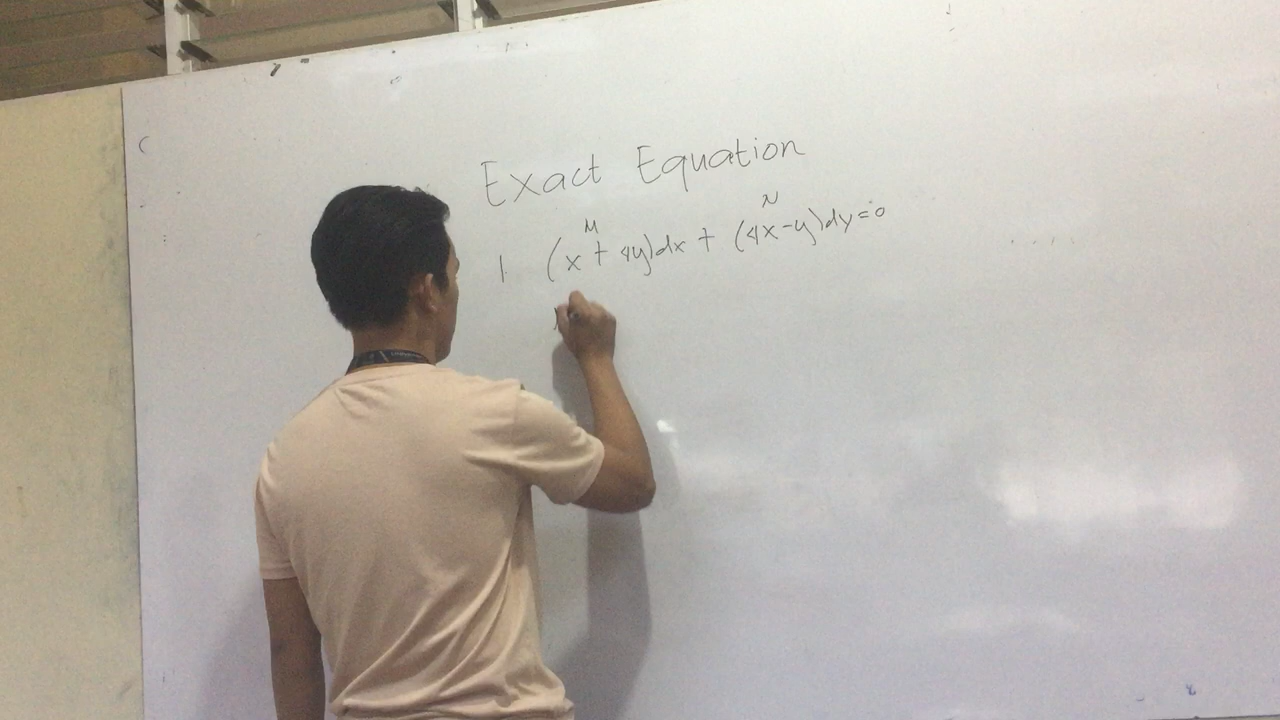 Exact Equation
M N
1. (x + 4y)dx + (4x-y)dy=0